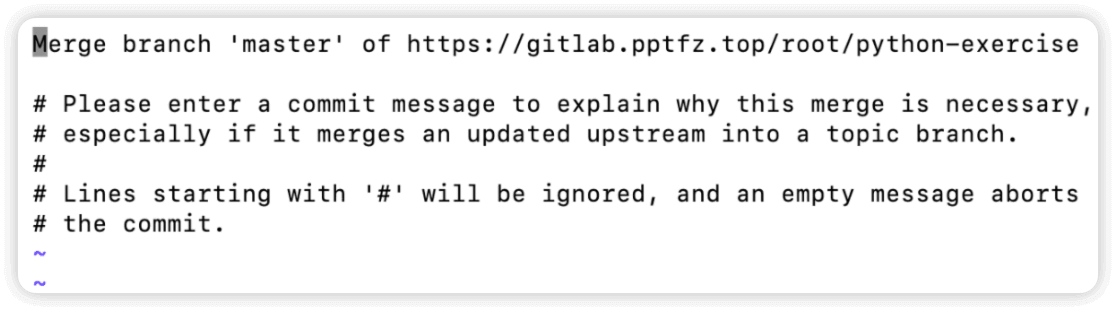 Merge branch 'master' of https://gitlab.pptfz.top/root/python-exercise
# Please enter a commit message to explain why this merge is necessary,
# especially if it merges an updated upstream into a topic branch.
#
# Lines starting with '#' will be ignored, and an empty message aborts
# the commit.
~
~